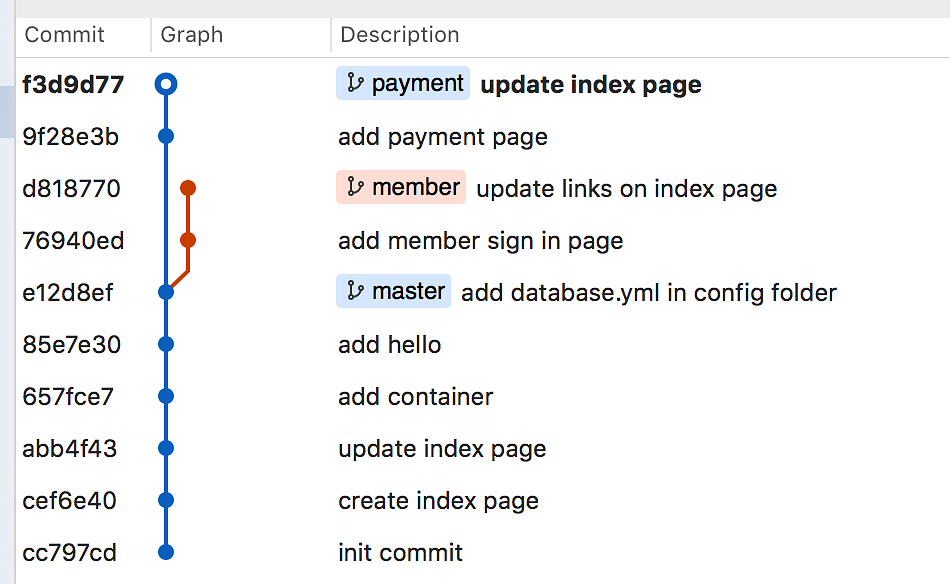 Commit Graph Description
f3d9d77 payment update index page
9f28e3b add payment page
d818770 member update links on index page
76940ed add member sign in page
e12d8ef master add database.yml in config folder
85e7e30 add hello
657fce7 add container
abb4f43 update index page
cef6e40 create index page
cc797cd init commit